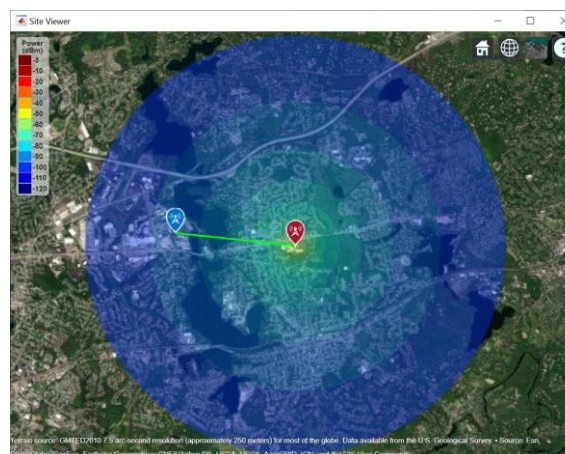 Site Viewer
Power
(dBm)
-5
-10
-20
-30
-40
-50
-60
-70
-80
-90
-100
-110
-120
?
Terrain source: GMTED2010 7.5 arc-second resolution (approximately 250 meters) for most of the globe. Data available from the U.S. Geological Survey. • Source: Esri,
DigitalGlobe, GeoEye, Earthstar Geographics, CNES/Airbus DS, USDA, USGS, AeroGRID, IGN, and the GIS User Community